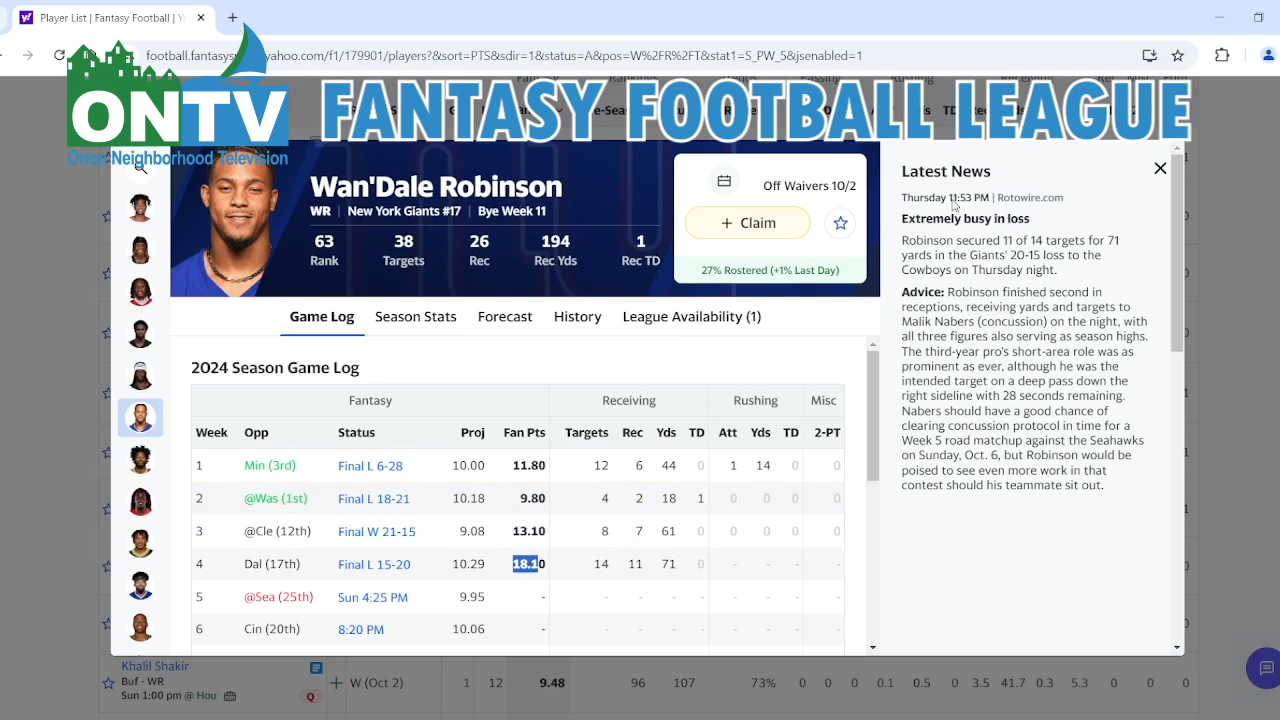 Player List | Fantasy Football | Y
football.f
yahoo.com/f1/179901/players?&sort=PTS&sdir=1&status=A&pos=W%2FR%2FT&stat1=S_PW_5&jsenabled=1
ONTV
Orion Neighborhood Television
FANTASY FOOTBALL LEAGUE
Wan'Dale Robinson
WR | New York Giants #17 | Bye Week 11
63 38 26 194 1
Rank Targets Rec Rec Yds Rec TD
Off Waivers 10/2
+ Claim
27% Rostered (+1% Last Day)
Game Log Season Stats Forecast History League Availability (1)
2024 Season Game Log
Fantasy Receiving Rushing Misc
Week Opp Status Proj Fan Pts Targets Rec Yds TD Att Yds TD 2-PT
1 Min (3rd) Final L 6-28 10.00 11.80 12 6 44 0 1 14 0 0
2 @Was (1st) Final L 18-21 10.18 9.80 4 2 18 1 0 0 0 0
3 @Cle (12th) Final W 21-15 9.08 13.10 8 7 61 0 0 0 0 0
4 Dal (17th) Final L 15-20 10.29 18.10 14 11 71 0 - - - -
5 @Sea (25th) Sun 4:25 PM 9.95 - - - - - - - - -
6 Cin (20th) 8:20 PM 10.06 - - - - - - - - -
Latest News
Thursday 11:53 PM | Rotowire.com
Extremely busy in loss
Robinson secured 11 of 14 targets for 71
yards in the Giants' 20-15 loss to the
Cowboys on Thursday night.
Advice: Robinson finished second in
receptions, receiving yards and targets to
Malik Nabers (concussion) on the night, with
all three figures also serving as season highs.
The third-year pro's short-area role was as
prominent as ever, although he was the
intended target on a deep pass down the
right sideline with 28 seconds remaining.
Nabers should have a good chance of
clearing concussion protocol in time for a
Week 5 road matchup against the Seahawks
on Sunday, Oct. 6, but Robinson would be
poised to see even more work in that
contest should his teammate sit out.
Khalil Shakir
Buf - WR
Sun 1:00 pm @ Hou
Q
W (Oct 2) 1 12 9.48 96 107 73% 0 0 0 0.1 0.5 0 3.5 41.7 0.3 5.3 0 0 0